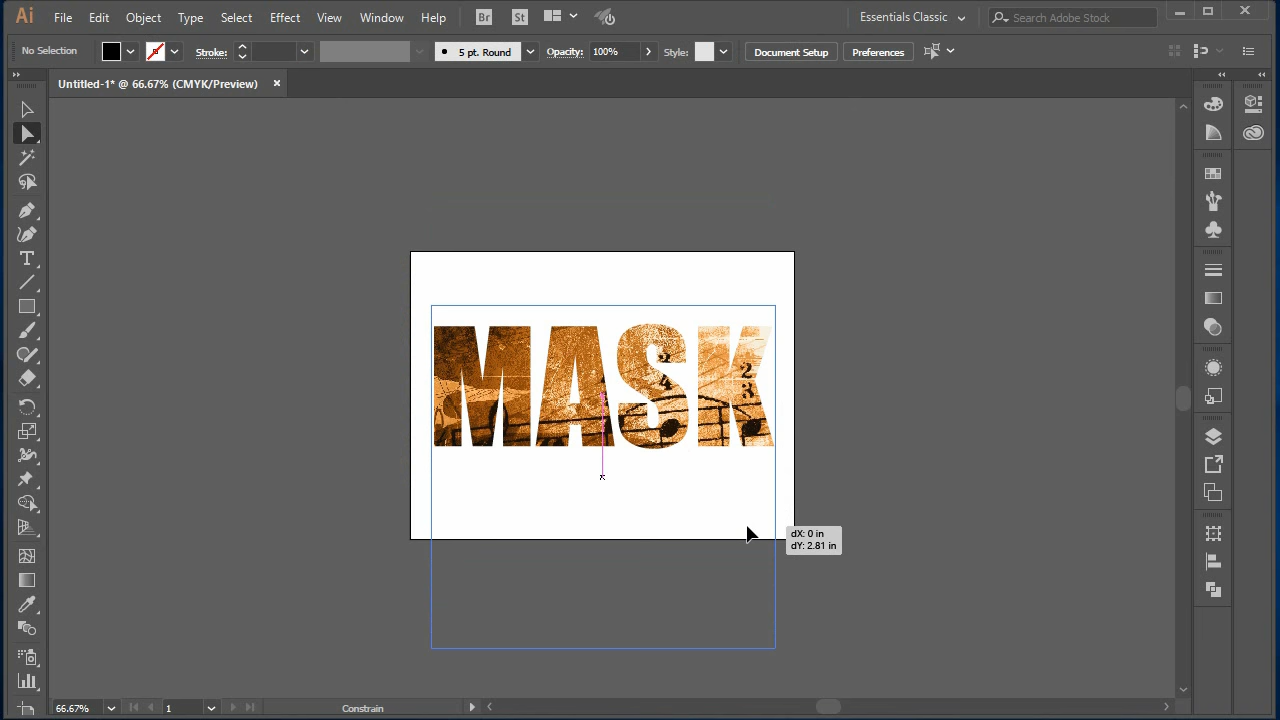 Ai File Edit Object Type Select Effect View Window Help Br St Essentials Classic Search Adobe Stock
No Selection Stroke: 5 pt. Round Opacity: 100% Style: Document Setup Preferences
Untitled-1* @ 66.67% (CMYK/Preview)
MASK
dX: 0 in
dY: 2.81 in
66.67% 1 Constrain